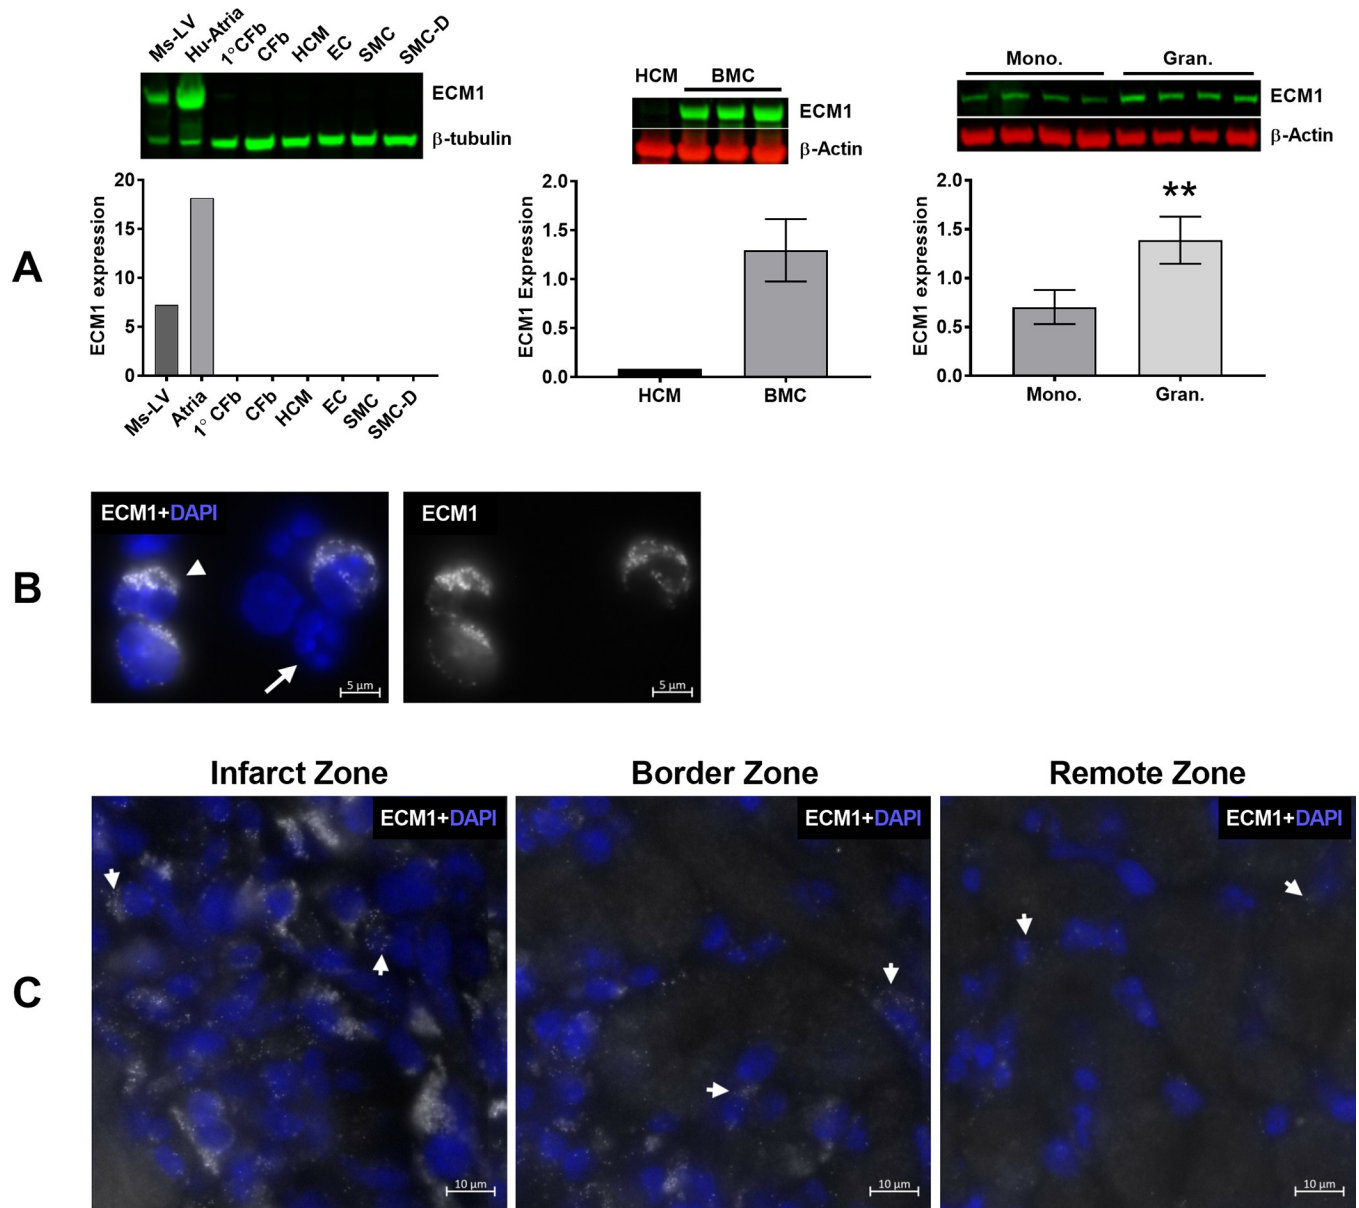 Ms-LV Hu-Atria 1°CFb CFb HCM EC SMC SMC-D
ECM1
β-tubulin
HCM BMC
ECM1
β-Actin
Mono. Gran.
ECM1
β-Actin
A
ECM1 expression
20
15
10
5
0
Ms-LV Atria 1° CFb CFb HCM EC SMC SMC-D
ECM1 Expression
2.0
1.5
1.0
0.5
0.0
HCM BMC
ECM1 expression
2.0
1.5
1.0
0.5
0.0
**
Mono. Gran.
B
ECM1+DAPI
5 µm
ECM1
5 µm
C
Infarct Zone
ECM1+DAPI
10 µm
Border Zone
ECM1+DAPI
10 µm
Remote Zone
ECM1+DAPI
10 µm